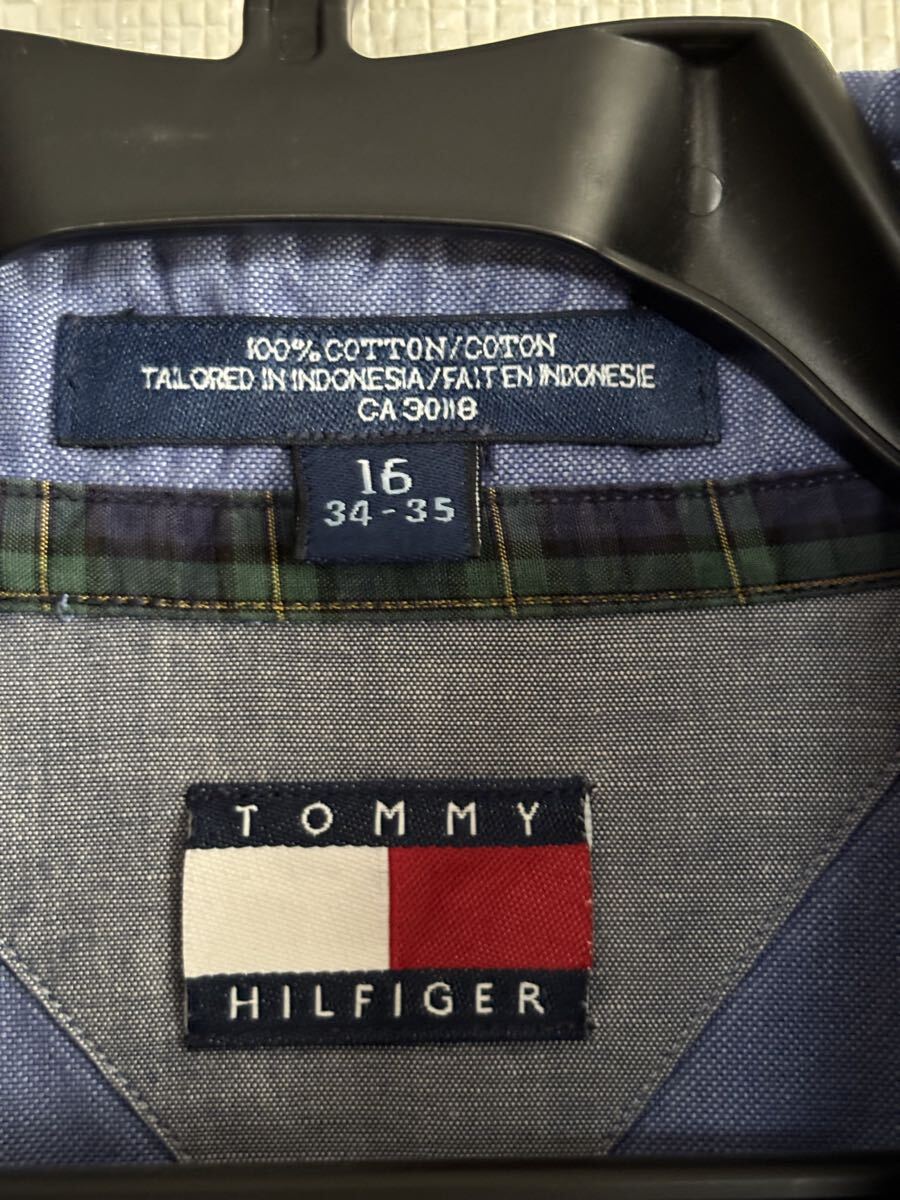 100% COTTON/COTON
TAILORED IN INDONESIA/FAIT EN INDONESIE
CA 30118
16
34-35
TOMMY
HILFIGER